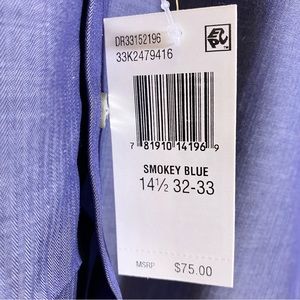 DR33152196
33K2479416
7 81910 14196 9
SMOKEY BLUE
14½ 32-33
MSRP $75.00